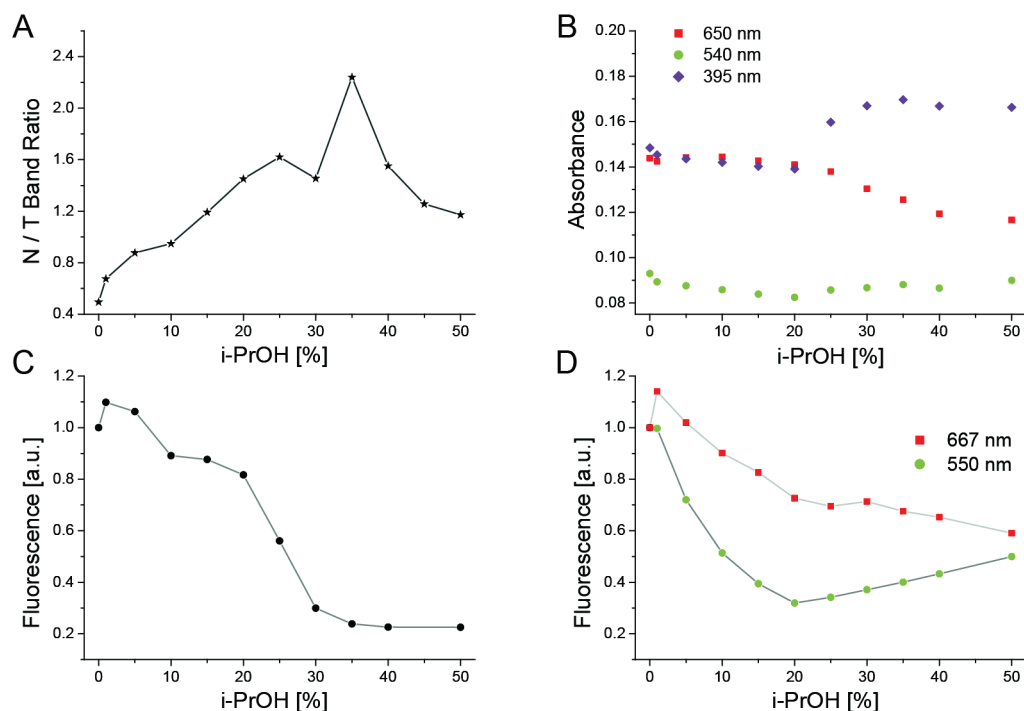 A
N / T Band Ratio
2.4
2.0
1.6
1.2
0.8
0.4
0 10 20 30 40 50
i-PrOH [%]
B
Absorbance
0.20
0.18
0.16
0.14
0.12
0.10
0.08
650 nm
540 nm
395 nm
0 10 20 30 40 50
i-PrOH [%]
C
Fluorescence [a.u.]
1.2
1.0
0.8
0.6
0.4
0.2
0 10 20 30 40 50
i-PrOH [%]
D
Fluorescence [a.u.]
1.2
1.0
0.8
0.6
0.4
0.2
667 nm
550 nm
0 10 20 30 40 50
i-PrOH [%]